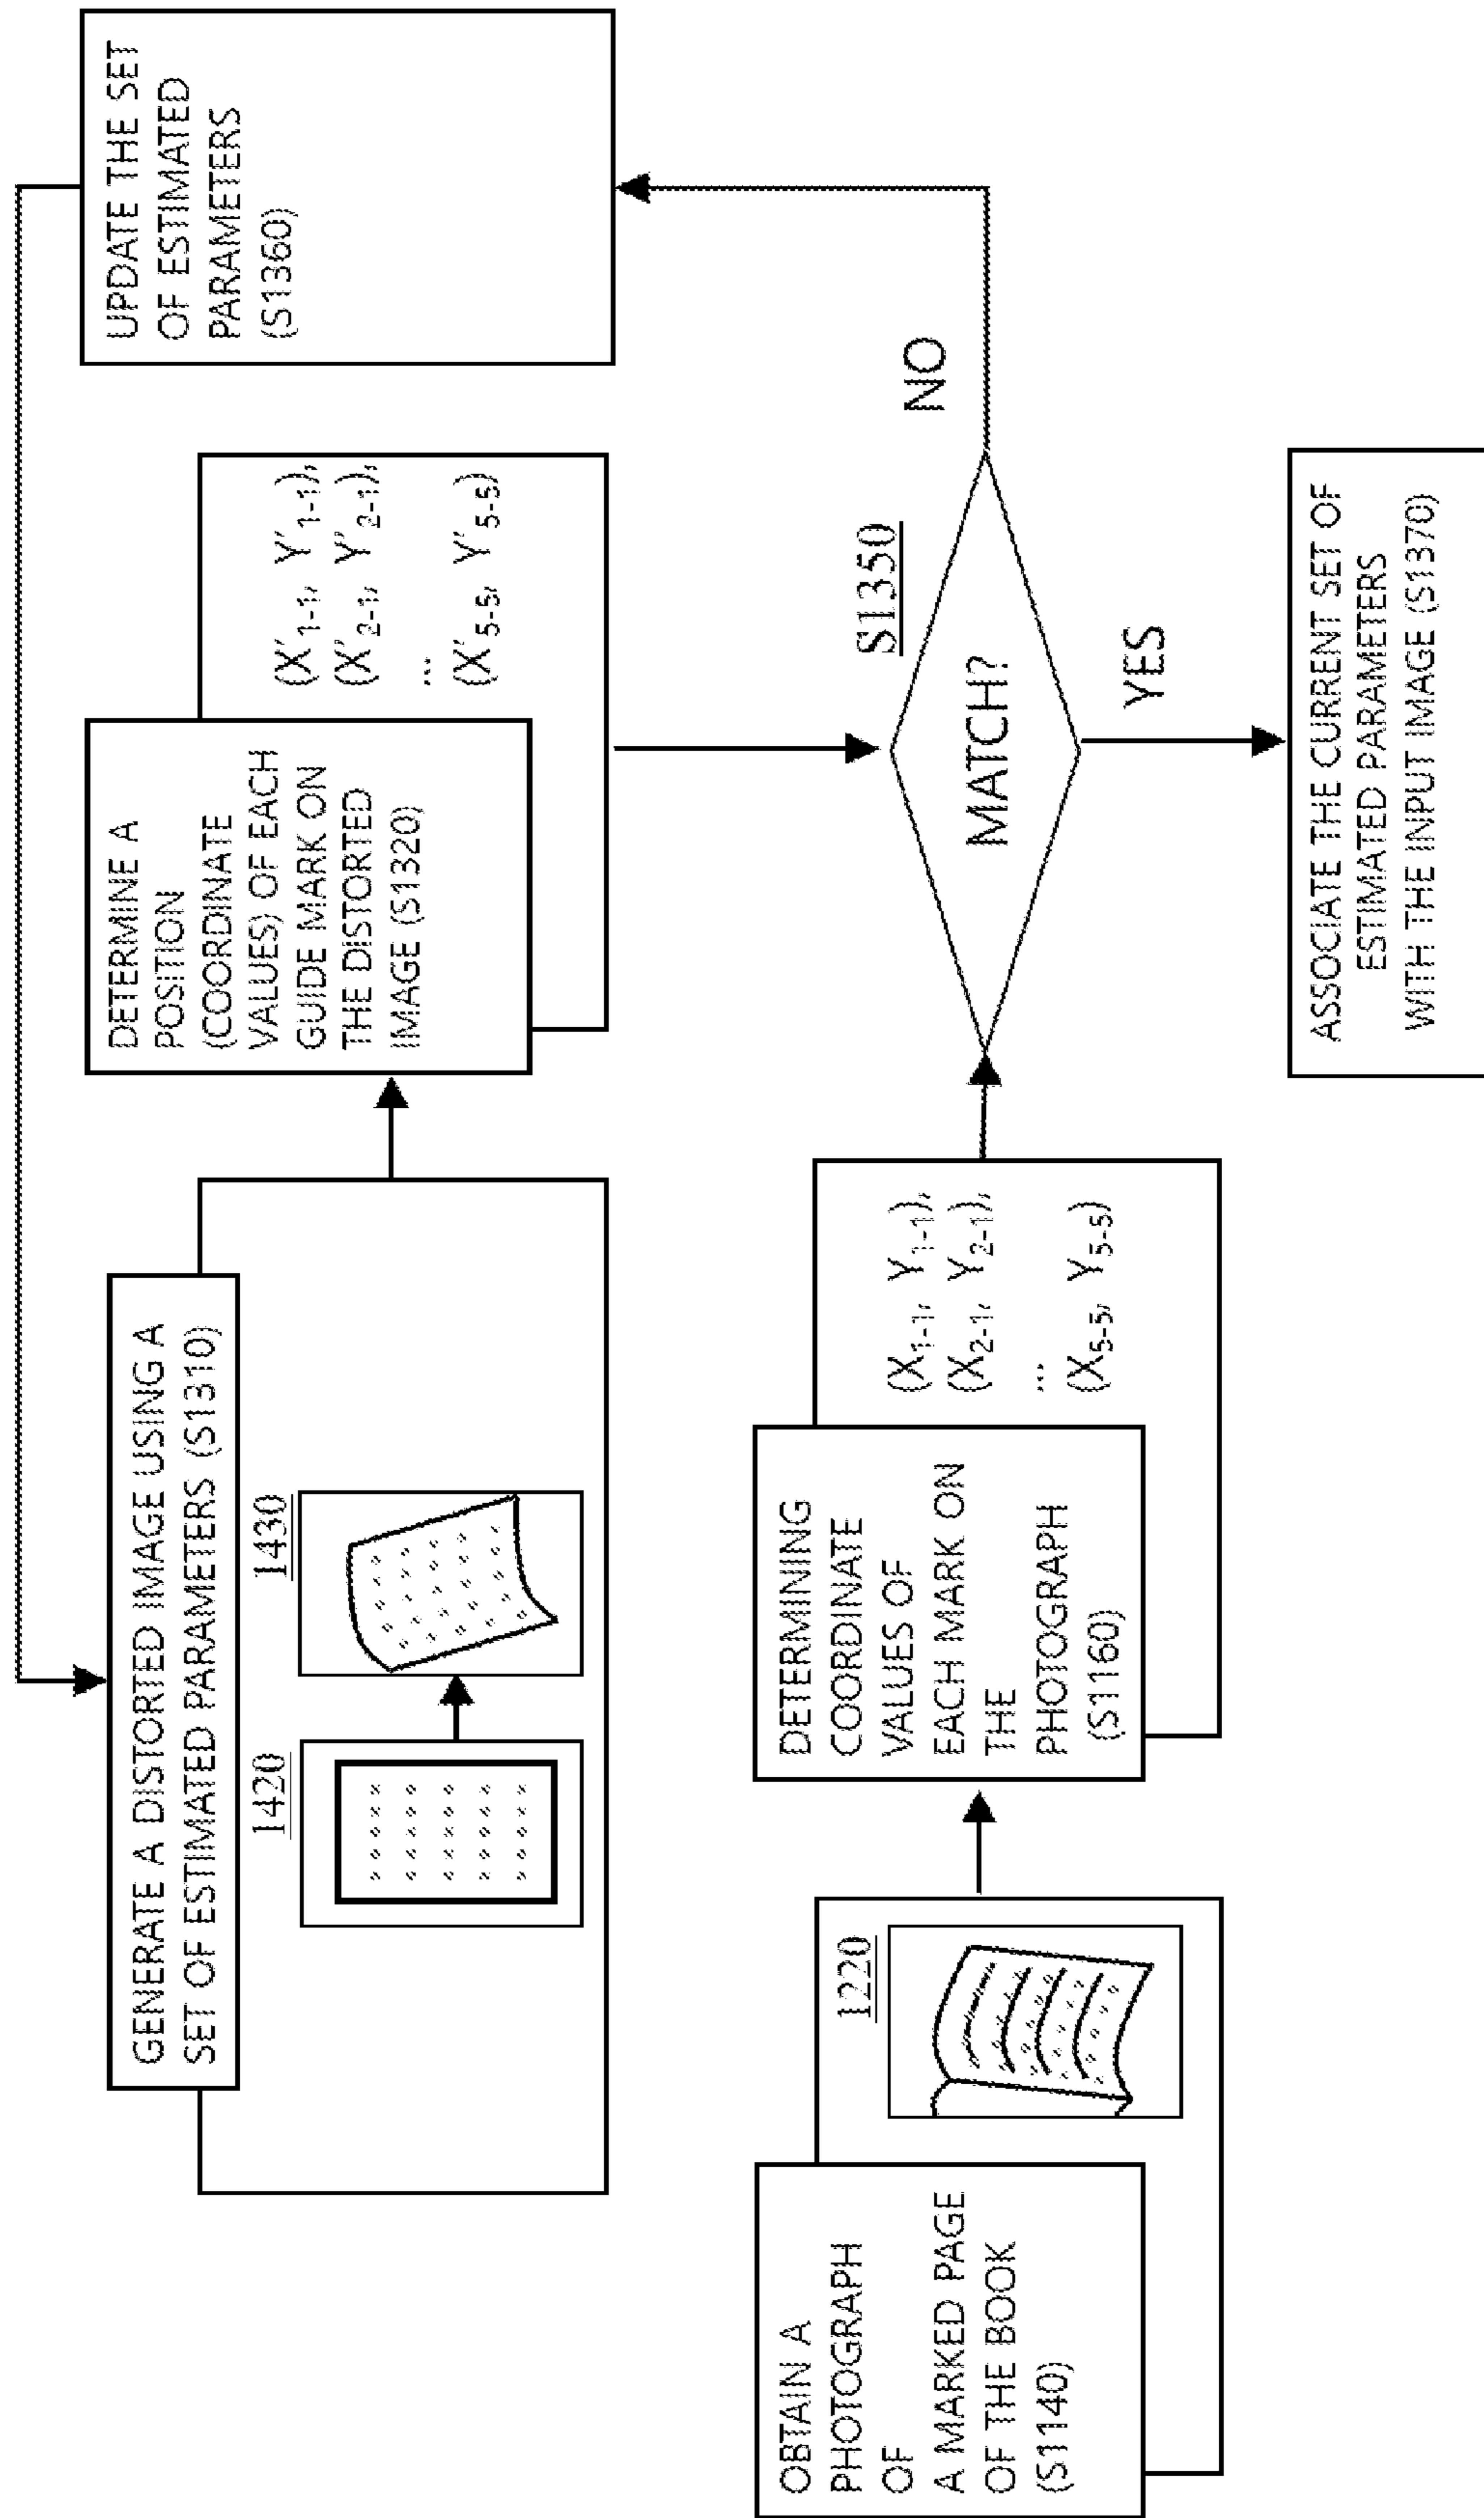 GENERATE A DISTORTED IMAGE USING A
SET OF ESTIMATED PARAMETERS (S1310)
1420
1430
DETERMINE A
POSITION
(COORDINATE
VALUES) OF EACH
GUIDE MARK ON
THE DISTORTED
IMAGE (S1320)
(X'1-1, Y'1-1),
(X'2-1, Y'2-1),
...
(X'5-5, Y'5-5)
UPDATE THE SET
OF ESTIMATED
PARAMETERS
(S1360)
OBTAIN A
PHOTOGRAPH
OF
A MARKED PAGE
OF THE BOOK
(S1140)
1220
DETERMINING
COORDINATE
VALUES OF
EACH MARK ON
THE
PHOTOGRAPH
(S1160)
(X1-1, Y1-1),
(X2-1, Y2-1),
...
(X5-5, Y5-5)
S1350
MATCH?
NO
YES
ASSOCIATE THE CURRENT SET OF
ESTIMATED PARAMETERS
WITH THE INPUT IMAGE (S1370)